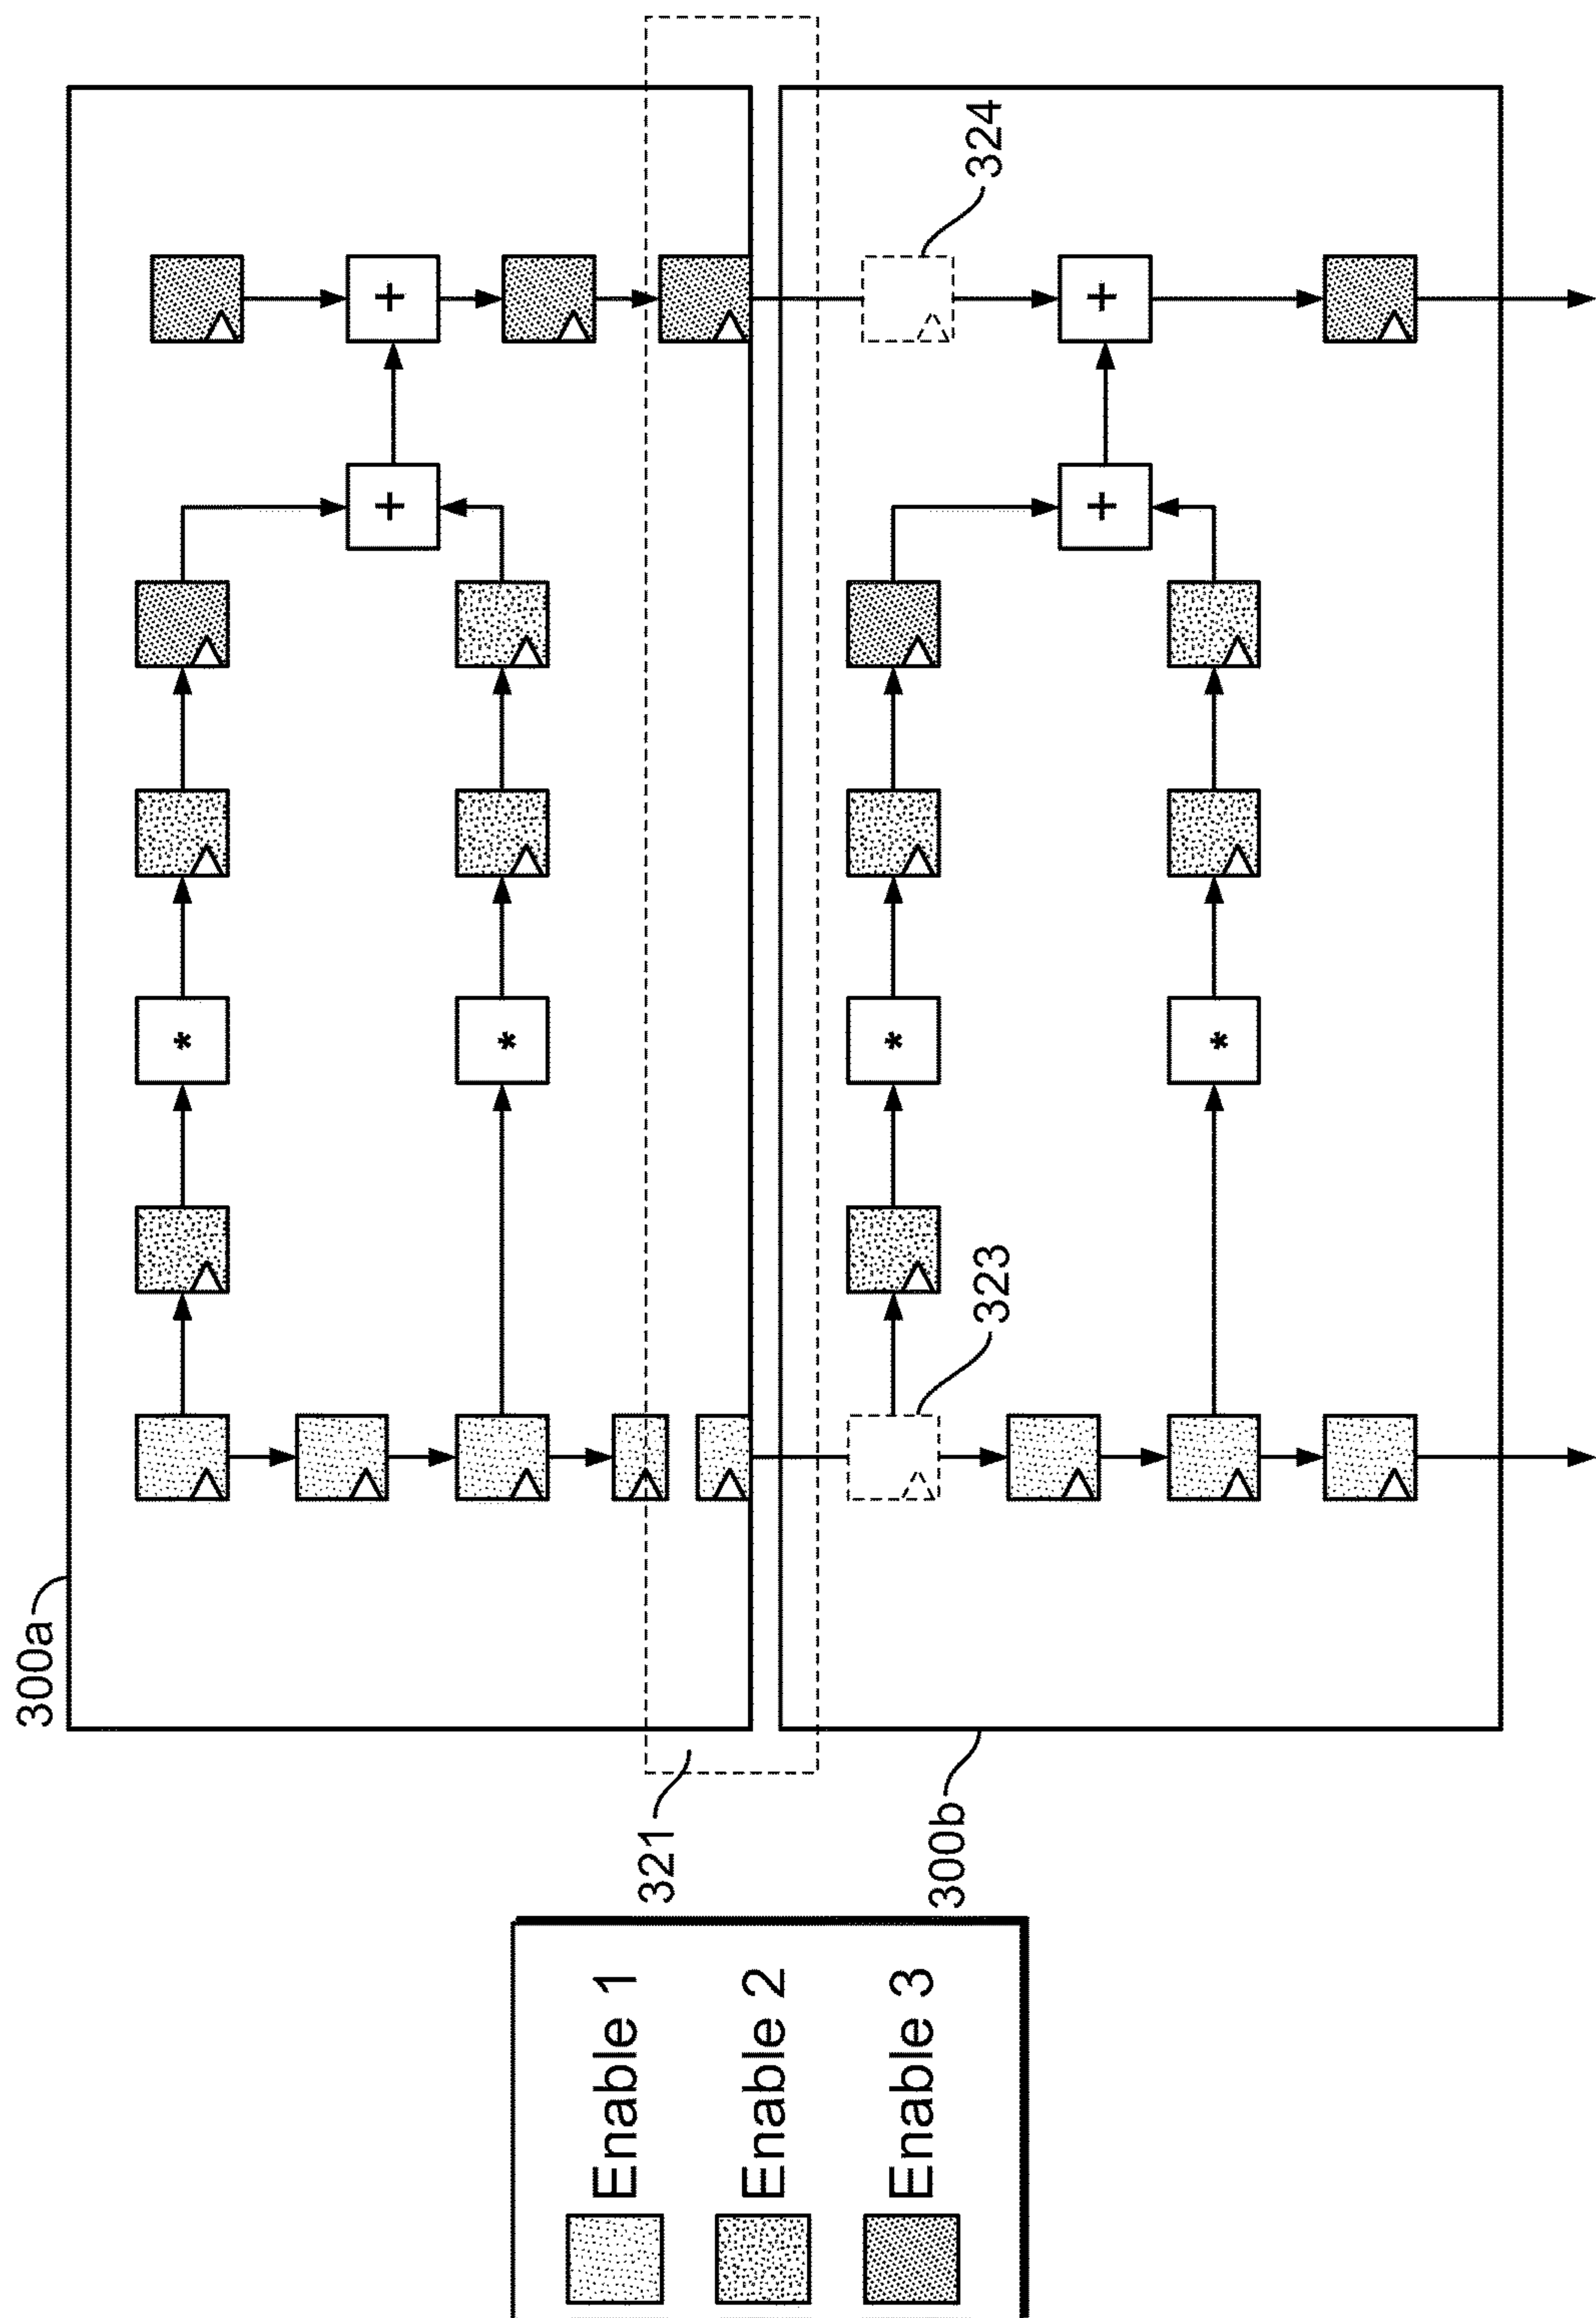 300a
+
+
324
*
*
321
+
+
*
*
323
300b
Enable 1
Enable 2
Enable 3